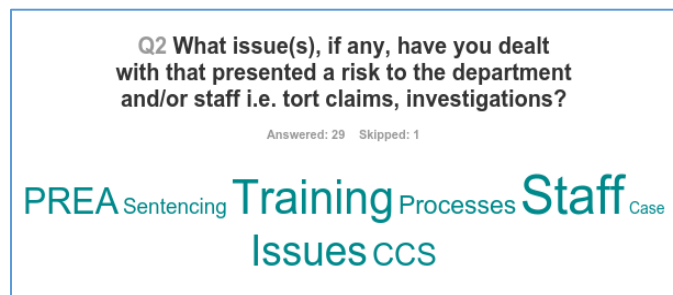 Q2 What issue(s), if any, have you dealt
with that presented a risk to the department
and/or staff i.e. tort claims, investigations?
Answered: 29 Skipped: 1
PREA Sentencing Training Processes Staff Case
Issues CCS